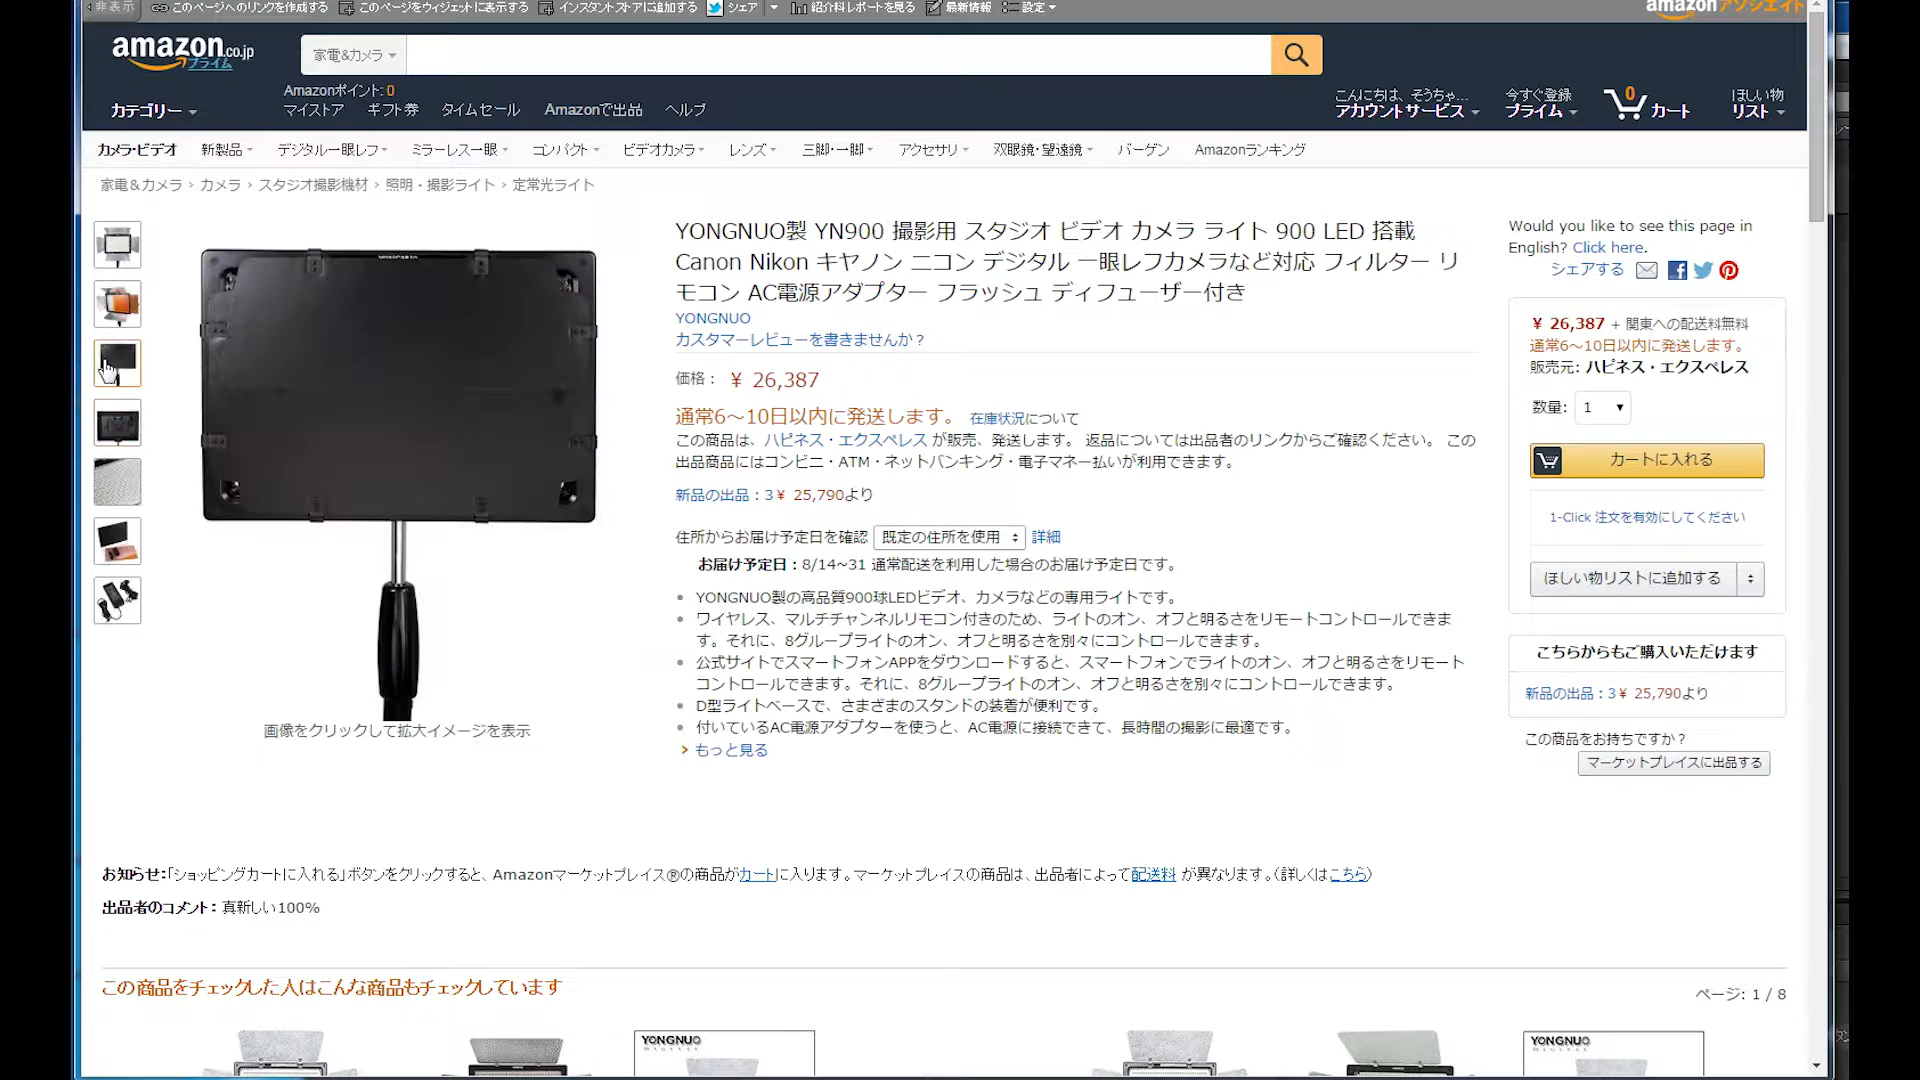 非表示 このページへのリンクを作成する このページをウィジェットに表示する インスタントストアに追加する シェア 紹介料レポートを見る 最新情報 設定
amazonアソシエイト
amazon.co.jp
プライム
家電&カメラ
Amazonポイント: 0
カテゴリー マイストア ギフト券 タイムセール Amazonで出品 ヘルプ
こんにちは、そうちゃ...
アカウントサービス
今すぐ登録
プライム
0
カート
ほしい物
リスト
カメラ・ビデオ 新製品 デジタル一眼レフ ミラーレス一眼 コンパクト ビデオカメラ レンズ 三脚・一脚 アクセサリ 双眼鏡・望遠鏡 バーゲン Amazonランキング
家電＆カメラ › カメラ › スタジオ撮影機材 › 照明・撮影ライト › 定常光ライト
YONGNUO製 YN900 撮影用 スタジオ ビデオ カメラ ライト 900 LED 搭載
Canon Nikon キヤノン ニコン デジタル 一眼レフカメラなど対応 フィルター リ
モコン AC電源アダプター フラッシュ ディフューザー付き
YONGNUO
カスタマーレビューを書きませんか？
価格： ￥ 26,387
通常6～10日以内に発送します。 在庫状況について
この商品は、ハピネス・エクスペレス が販売、発送します。 返品については出品者のリンクからご確認ください。 この
出品商品にはコンビニ・ATM・ネットバンキング・電子マネー払いが利用できます。
新品の出品：3￥ 25,790より
住所からお届け予定日を確認 既定の住所を使用 詳細
お届け予定日：8/14~31 通常配送を利用した場合のお届け予定日です。
YONGNUO製の高品質900球LEDビデオ、カメラなどの専用ライトです。
ワイヤレス、マルチチャンネルリモコン付きのため、ライトのオン、オフと明るさをリモートコントロールできま
す。それに、8グループライトのオン、オフと明るさを別々にコントロールできます。
公式サイトでスマートフォンAPPをダウンロードすると、スマートフォンでライトのオン、オフと明るさをリモート
コントロールできます。それに、8グループライトのオン、オフと明るさを別々にコントロールできます。
D型ライトベースで、さまざまのスタンドの装着が便利です。
付いているAC電源アダプターを使うと、AC電源に接続できて、長時間の撮影に最適です。
› もっと見る
画像をクリックして拡大イメージを表示
Would you like to see this page in
English? Click here.
シェアする
￥ 26,387 + 関東への配送料無料
通常6～10日以内に発送します。
販売元: ハピネス・エクスペレス
数量: 1
カートに入れる
1-Click 注文を有効にしてください
ほしい物リストに追加する
こちらからもご購入いただけます
新品の出品：3￥ 25,790より
この商品をお持ちですか？
マーケットプレイスに出品する
お知らせ：「ショッピングカートに入れる」ボタンをクリックすると、Amazonマーケットプレイス®の商品がカートに入ります。マーケットプレイスの商品は、出品者によって配送料 が異なります。（詳しくはこちら）
出品者のコメント： 真新しい100%
この商品をチェックした人はこんな商品もチェックしています
ページ: 1 / 8
YONGNUO
YONGNUO